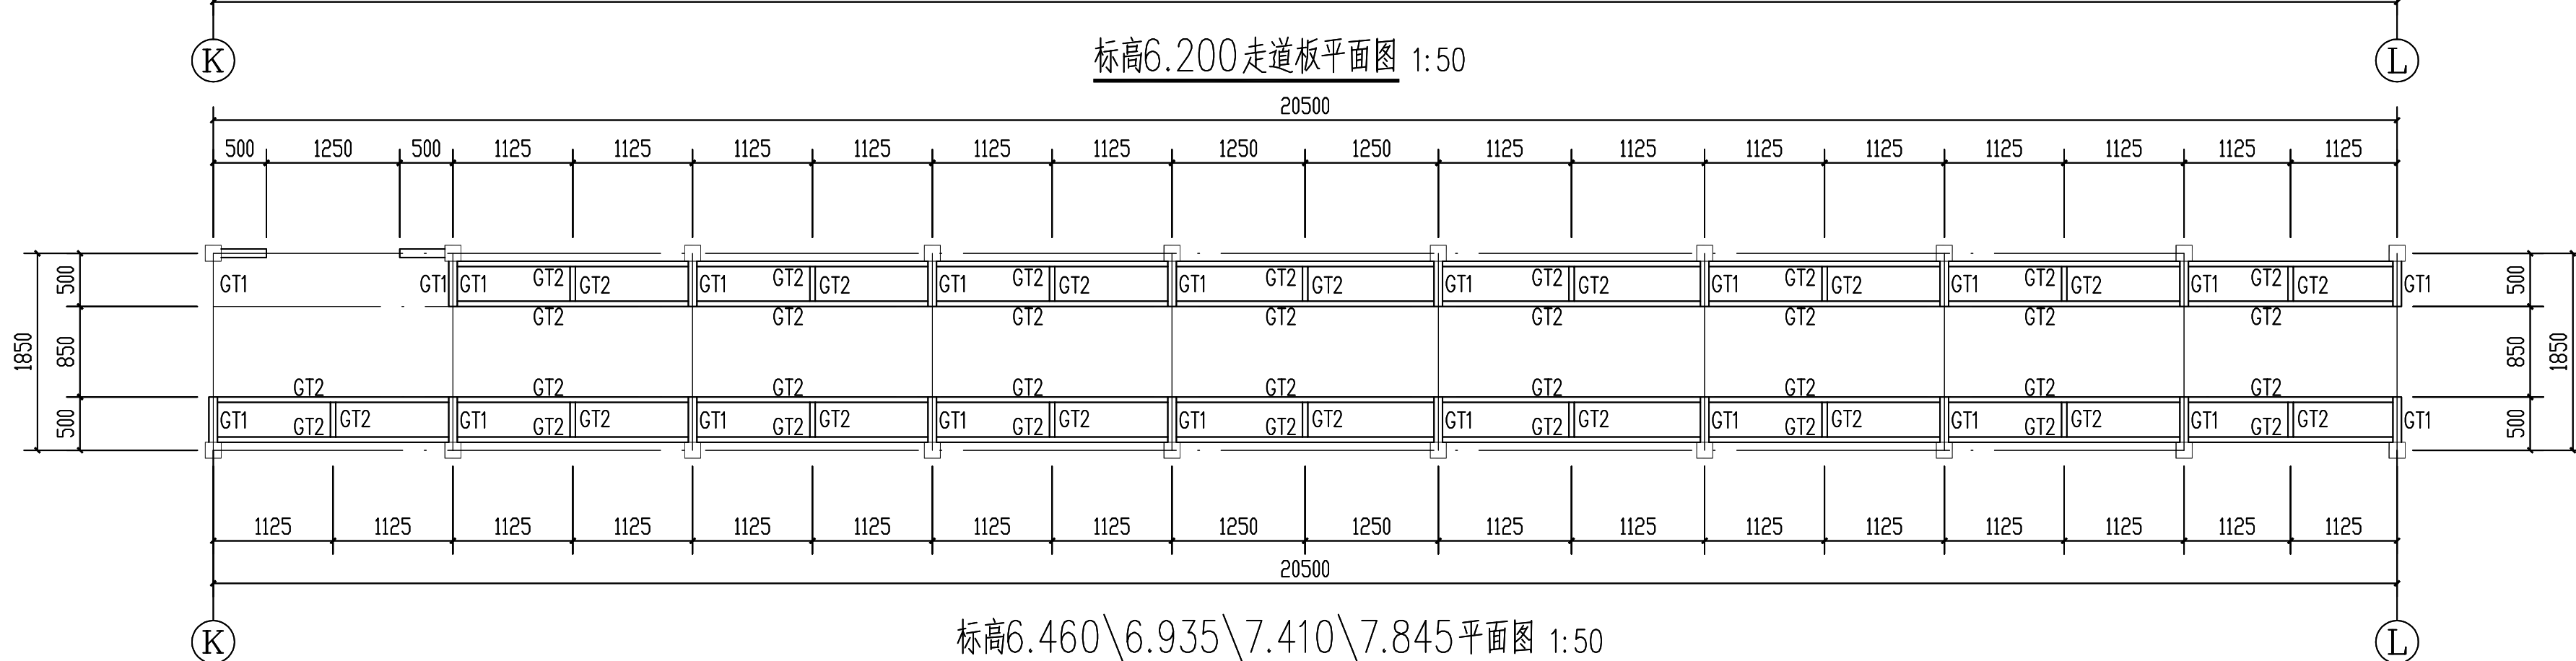 K 标高6.200走道板平面图 1:50 L
20500
500 1250 500 1125 1125 1125 1125 1125 1125 1250 1250 1125 1125 1125 1125 1125 1125 1125 1125
1850 500 850 500
GT1 GT1 GT1 GT2 GT2 GT1 GT2 GT2 GT1 GT2 GT2 GT1 GT2 GT2 GT1 GT2 GT2 GT1 GT2 GT2 GT1 GT2 GT2 GT1 GT2 GT2 GT1
GT2 GT2 GT2 GT2 GT2 GT2 GT2 GT2
GT2 GT2 GT2 GT2 GT2 GT2 GT2 GT2 GT2
GT1 GT2 GT2 GT1 GT2 GT2 GT1 GT2 GT2 GT1 GT2 GT2 GT1 GT2 GT2 GT1 GT2 GT2 GT1 GT2 GT2 GT1 GT2 GT2 GT1 GT2 GT2 GT1
500 850 500 1850
1125 1125 1125 1125 1125 1125 1125 1125 1250 1250 1125 1125 1125 1125 1125 1125 1125 1125
20500
K 标高6.460\6.935\7.410\7.845平面图 1:50 L